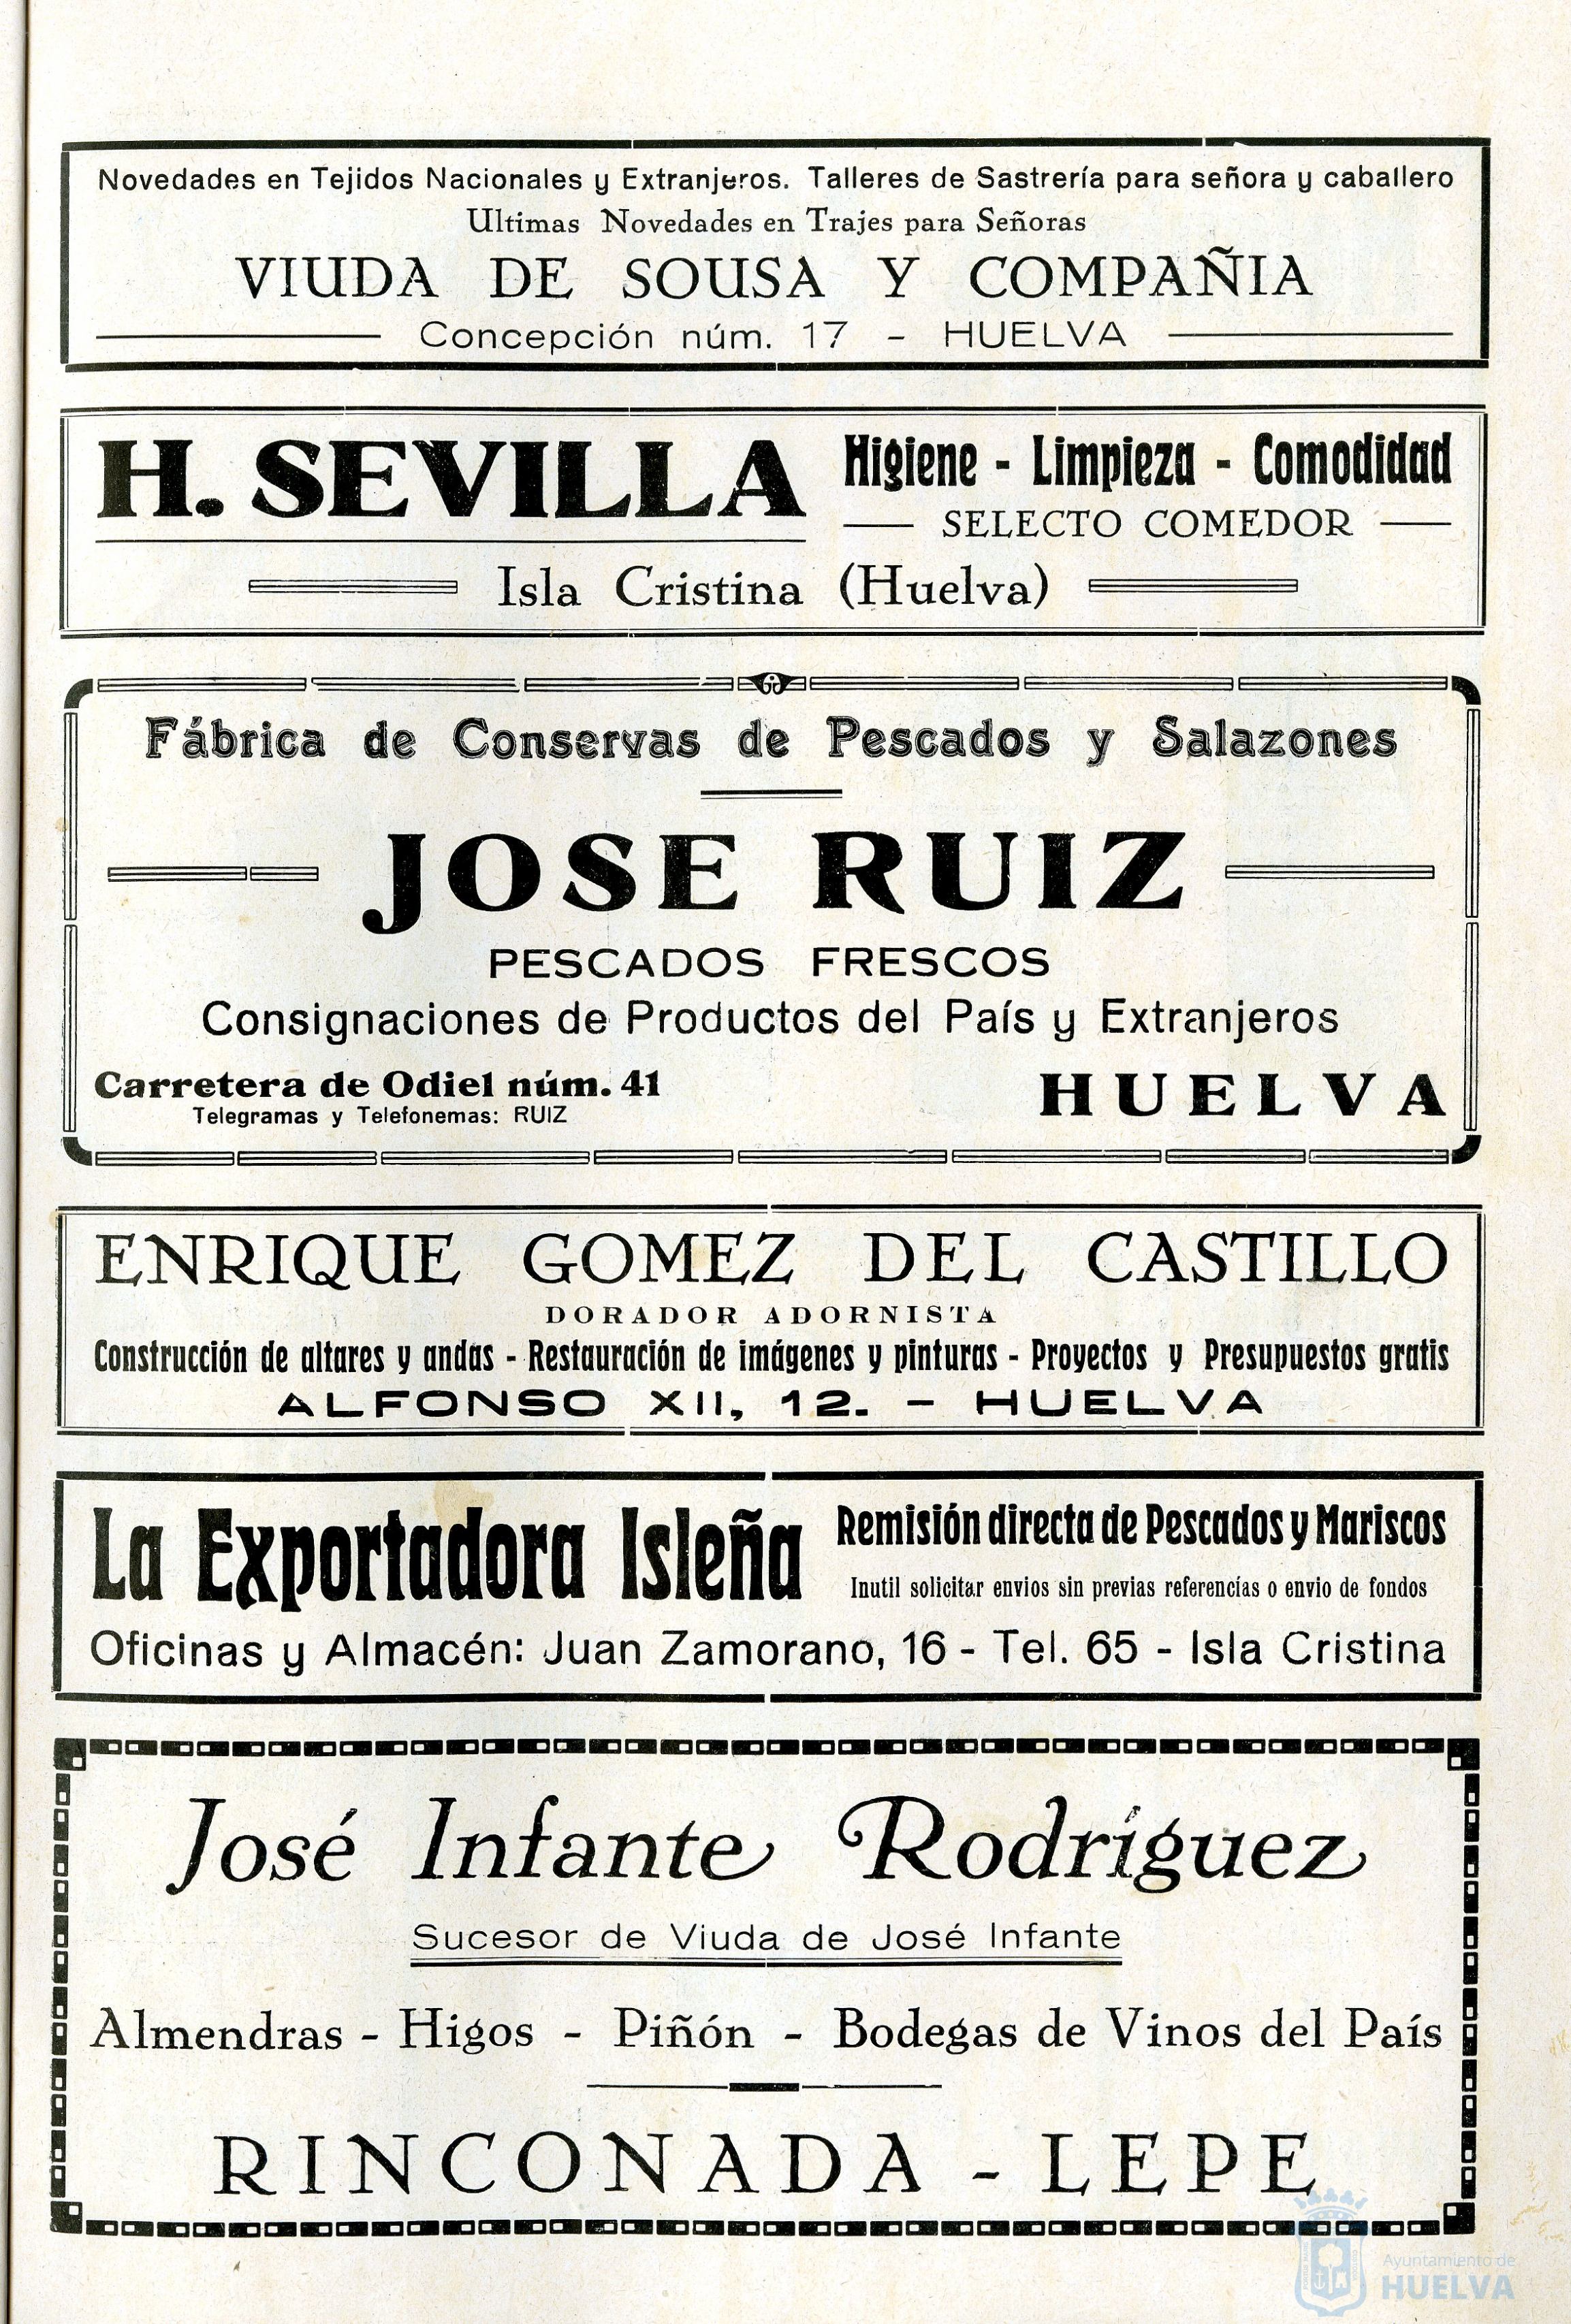 Novedades en Tejidos Nacionales y Extranjeros. Talleres de Sastrería para señora y caballero
Ultimas Novedades en Trajes para Señoras
VIUDA DE SOUSA Y COMPAÑIA
Concepción núm. 17 - HUELVA
H. SEVILLA
Higiene - Limpieza - Comodidad
SELECTO COMEDOR
Isla Cristina (Huelva)
Fábrica de Conservas de Pescados y Salazones
JOSE RUIZ
PESCADOS FRESCOS
Consignaciones de Productos del País y Extranjeros
Carretera de Odiel núm. 41
Telegramas y Telefonemas: RUIZ
HUELVA
ENRIQUE GOMEZ DEL CASTILLO
DORADOR ADORNISTA
Construcción de altares y andas - Restauración de imágenes y pinturas - Proyectos y Presupuestos gratis
ALFONSO XII, 12. - HUELVA
La Exportadora Isleña
Remisión directa de Pescados y Mariscos
Inutil solicitar envios sin previas referencias o envio de fondos
Oficinas y Almacén: Juan Zamorano, 16 - Tel. 65 - Isla Cristina
José Infante Rodríguez
Sucesor de Viuda de José Infante
Almendras - Higos - Piñón - Bodegas de Vinos del País
RINCONADA - LEPE
Ayuntamiento de
HUELVA